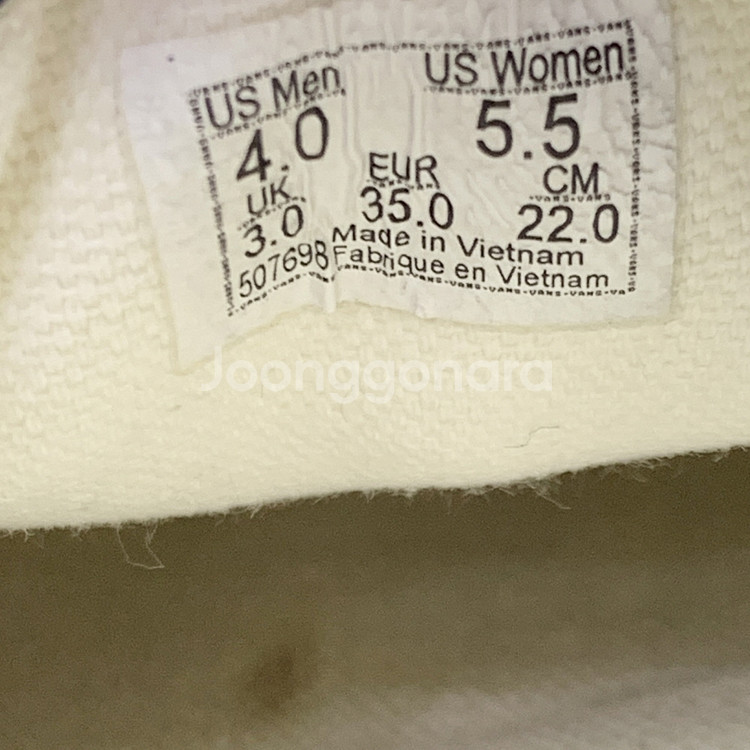 US Men US Women
4.0 5.5
UK EUR CM
3.0 35.0 22.0
507698 Made in Vietnam
Fabrique en Vietnam
Joonggonara